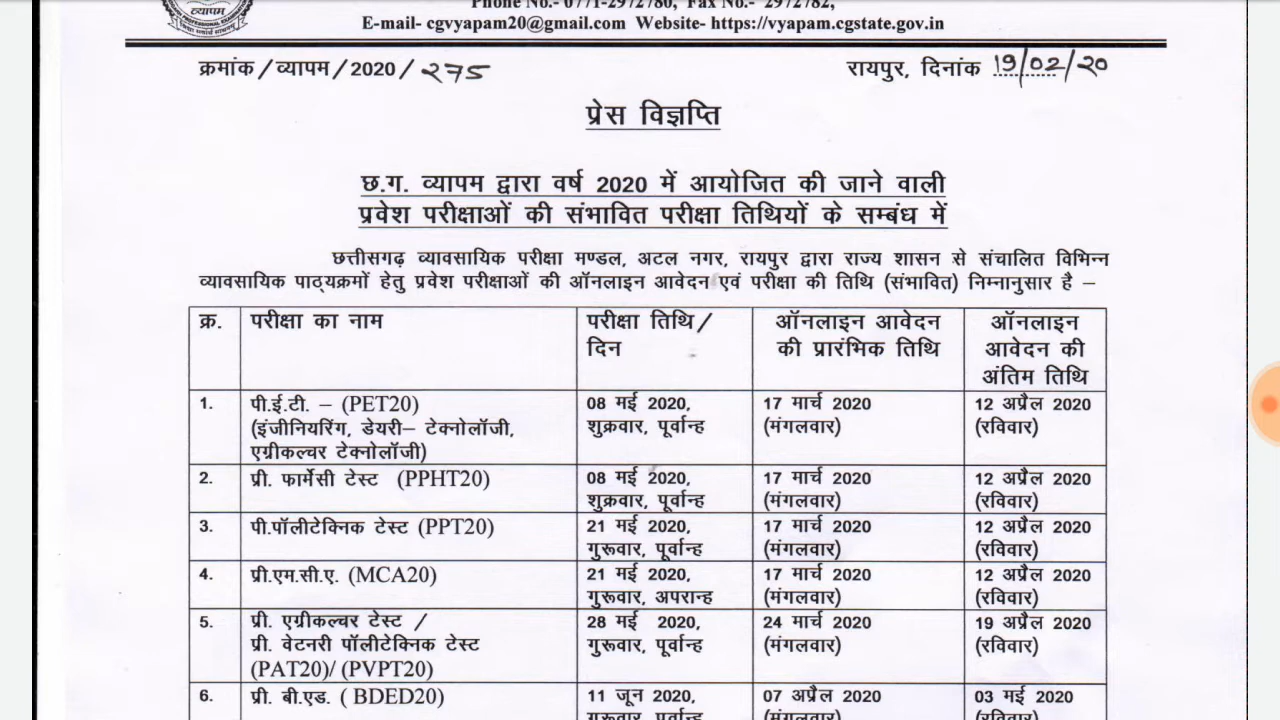 व्यापम
Phone No.- 0771-2972780, Fax No.- 2972782,
E-mail- cgvyapam20@gmail.com Website- https://vyapam.cgstate.gov.in
क्रमांक/व्यापम/2020/275 रायपुर, दिनांक 19/02/20
प्रेस विज्ञप्ति
छ.ग. व्यापम द्वारा वर्ष 2020 में आयोजित की जाने वाली
प्रवेश परीक्षाओं की संभावित परीक्षा तिथियों के सम्बंध में
छत्तीसगढ़ व्यावसायिक परीक्षा मण्डल, अटल नगर, रायपुर द्वारा राज्य शासन से संचालित विभिन्न
व्यावसायिक पाठ्यक्रमों हेतु प्रवेश परीक्षाओं की ऑनलाइन आवेदन एवं परीक्षा की तिथि (संभावित) निम्नानुसार है –
क्र. परीक्षा का नाम परीक्षा तिथि/ ऑनलाइन आवेदन ऑनलाइन
दिन की प्रारंभिक तिथि आवेदन की
अंतिम तिथि
1. पी.ई.टी. – (PET20) 08 मई 2020, 17 मार्च 2020 12 अप्रैल 2020
(इंजीनियरिंग, डेयरी– टेक्नोलॉजी, शुक्रवार, पूर्वान्ह (मंगलवार) (रविवार)
एग्रीकल्चर टेक्नोलॉजी)
2. प्री. फार्मेसी टेस्ट (PPHT20) 08 मई 2020, 17 मार्च 2020 12 अप्रैल 2020
शुक्रवार, पूर्वान्ह (मंगलवार) (रविवार)
3. पी.पॉलीटेक्निक टेस्ट (PPT20) 21 मई 2020, 17 मार्च 2020 12 अप्रैल 2020
गुरूवार, पूर्वान्ह (मंगलवार) (रविवार)
4. प्री.एम.सी.ए. (MCA20) 21 मई 2020, 17 मार्च 2020 12 अप्रैल 2020
गुरूवार, अपरान्ह (मंगलवार) (रविवार)
5. प्री. एग्रीकल्चर टेस्ट / 28 मई 2020, 24 मार्च 2020 19 अप्रैल 2020
प्री. वेटनरी पॉलीटेक्निक टेस्ट गुरूवार, पूर्वान्ह (मंगलवार) (रविवार)
(PAT20)/ (PVPT20)
6. प्री. बी.एड. ( BDED20) 11 जून 2020, 07 अप्रैल 2020 03 मई 2020
गुरूवार, पूर्वान्ह (मंगलवार) (रविवार)